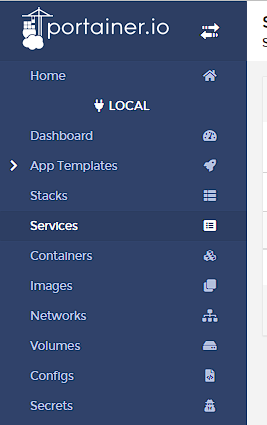 portainer.io
Home
LOCAL
Dashboard
App Templates
Stacks
Services
Containers
Images
Networks
Volumes
Configs
Secrets